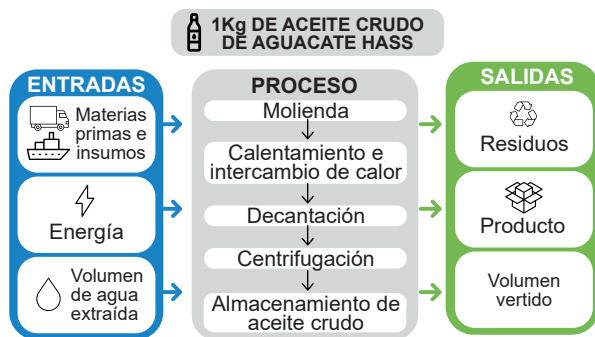 1Kg DE ACEITE CRUDO
DE AGUACATE HASS
ENTRADAS
Materias
primas e
insumos
Energía
Volumen
de agua
extraída
PROCESO
Molienda
Calentamiento e
intercambio de calor
Decantación
Centrifugación
Almacenamiento de
aceite crudo
SALIDAS
Residuos
Producto
Volumen
vertido